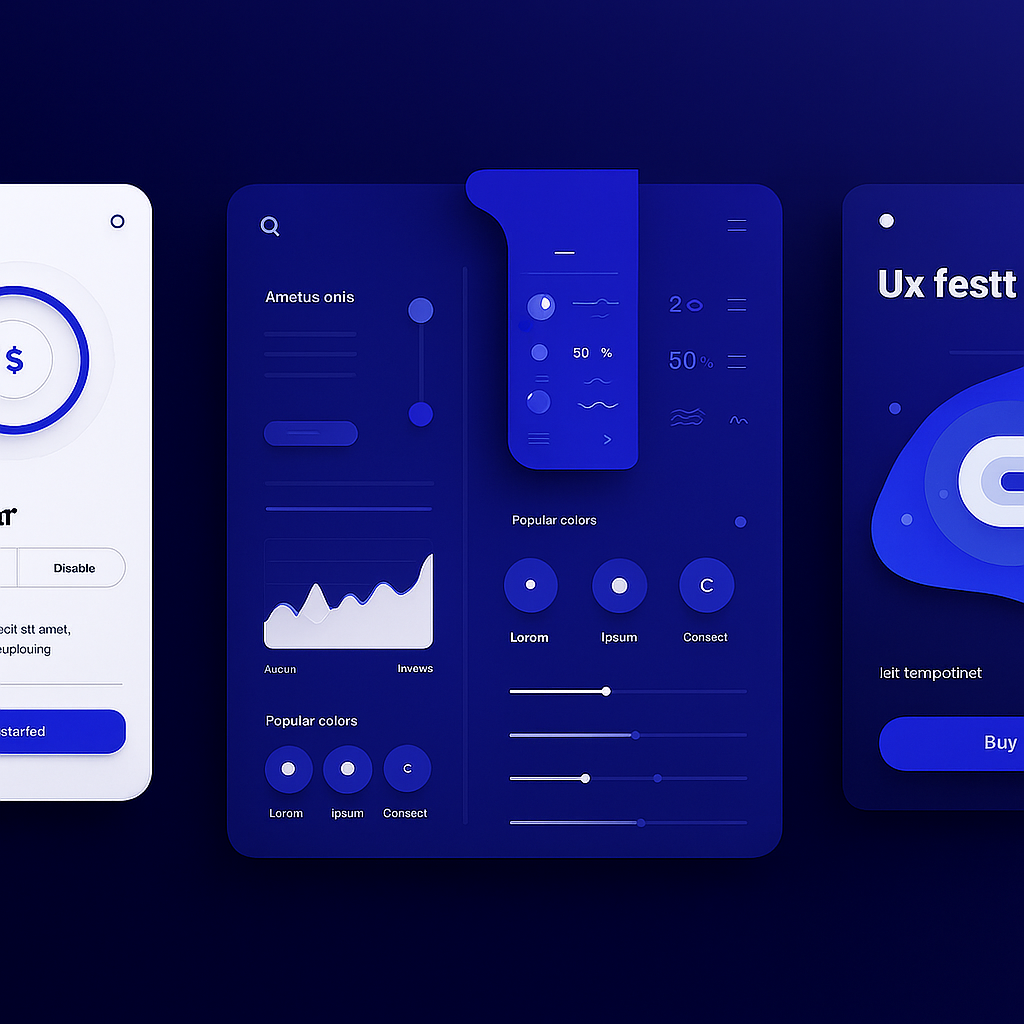 $
Disable
ecit stt amet,
euplouing
starfed
Ametus onis
Aucun
Invews
Popular colors
Lorom
ipsum
C
Consect
50 %
2
50%
Popular colors
C
Lorom
Ipsum
Consect
Ux festt
leit tempotinet
Buy